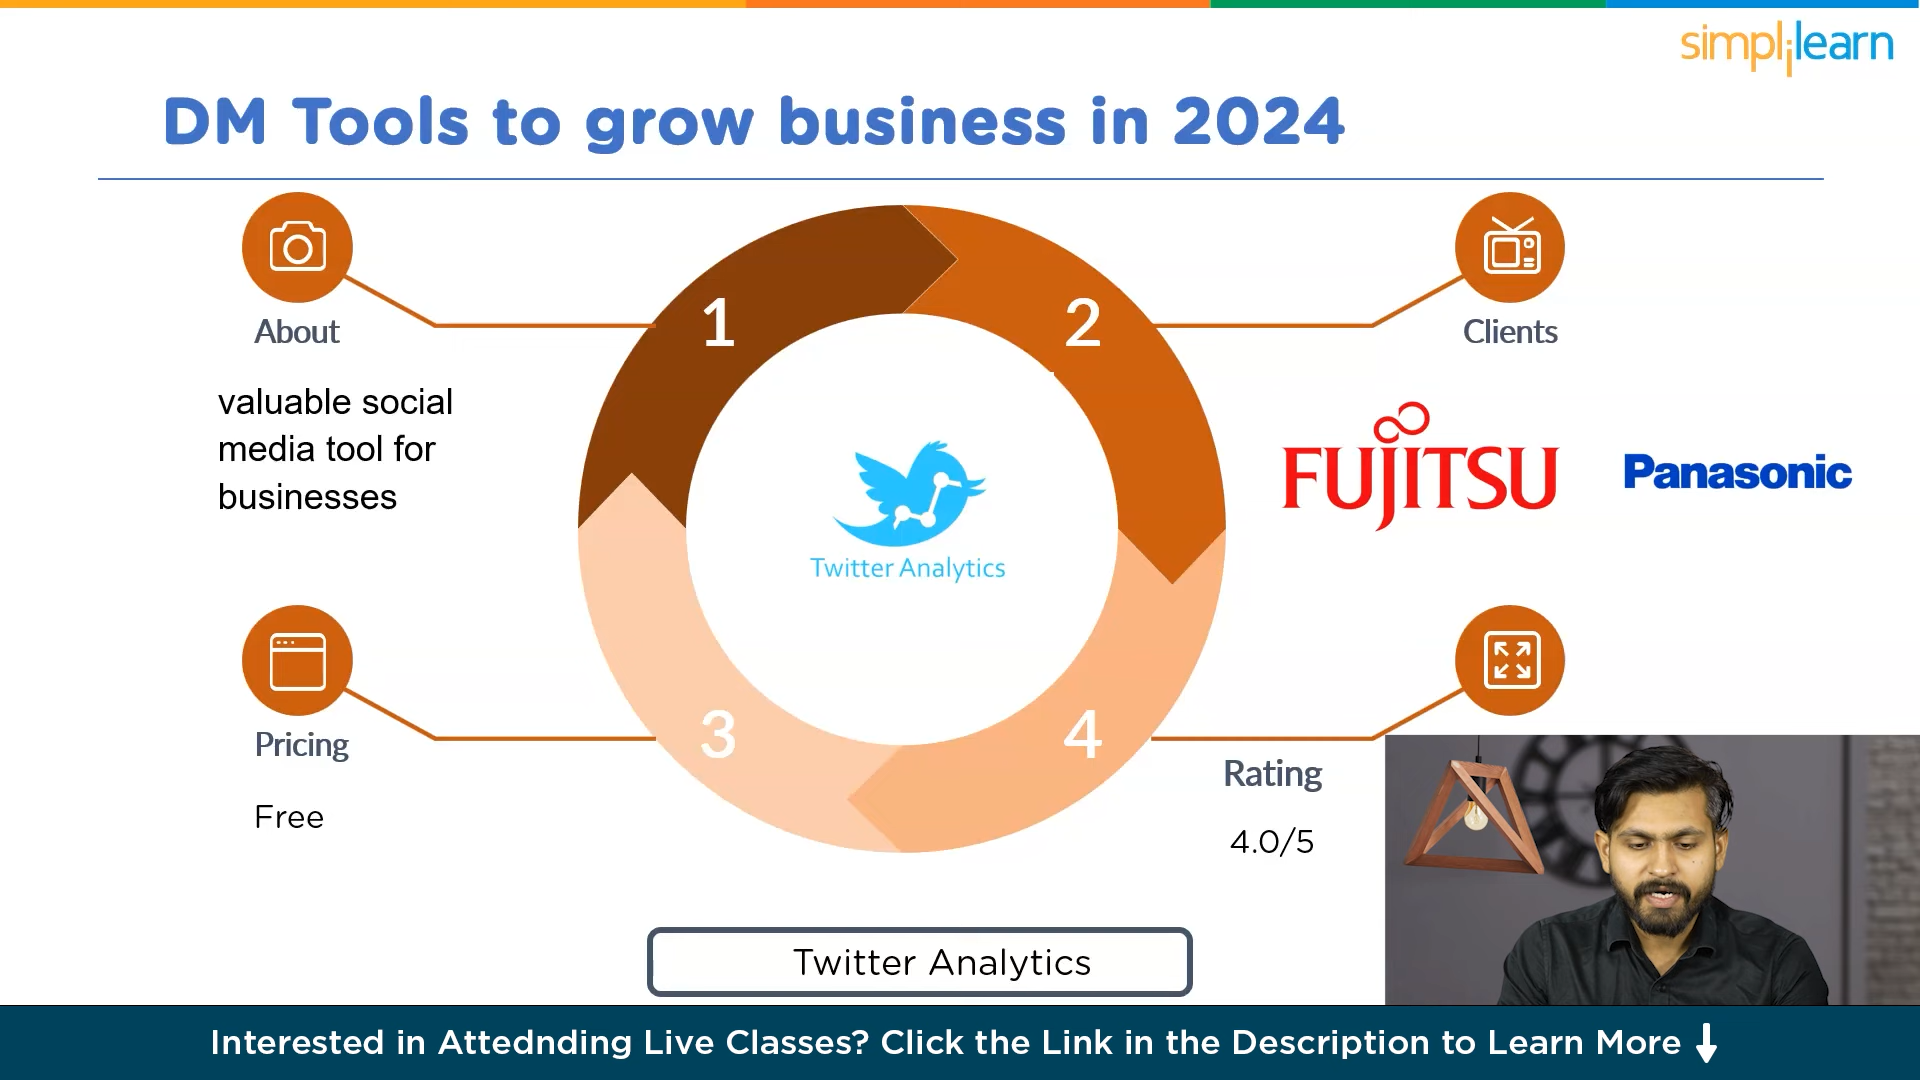 simplilearn
DM Tools to grow business in 2024
About
valuable social
media tool for
businesses
1
2
Clients
FUJITSU
Panasonic
Twitter Analytics
Pricing
Free
3
4
Rating
4.0/5
Twitter Analytics
Interested in Attednding Live Classes? Click the Link in the Description to Learn More